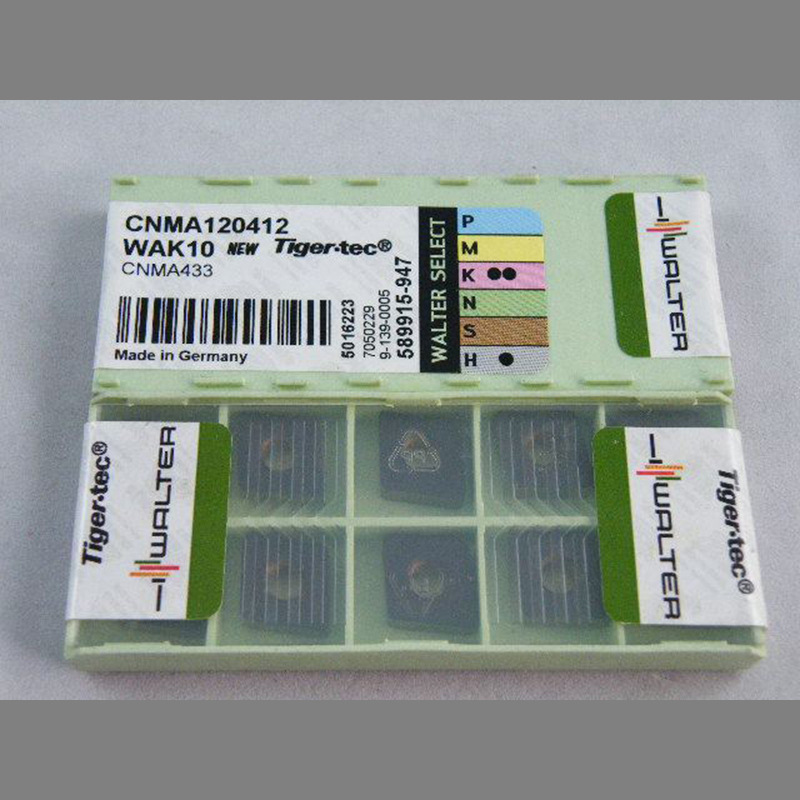 CNMA120412
WAK10 NEW Tiger·tec®
CNMA433
Made in Germany
5016223
7050229
9-139-0005
589915-947
WALTER SELECT
P
M
K
N
S
H
WALTER
Tiger·tec®
WALTER
WALTER
Tiger·tec®